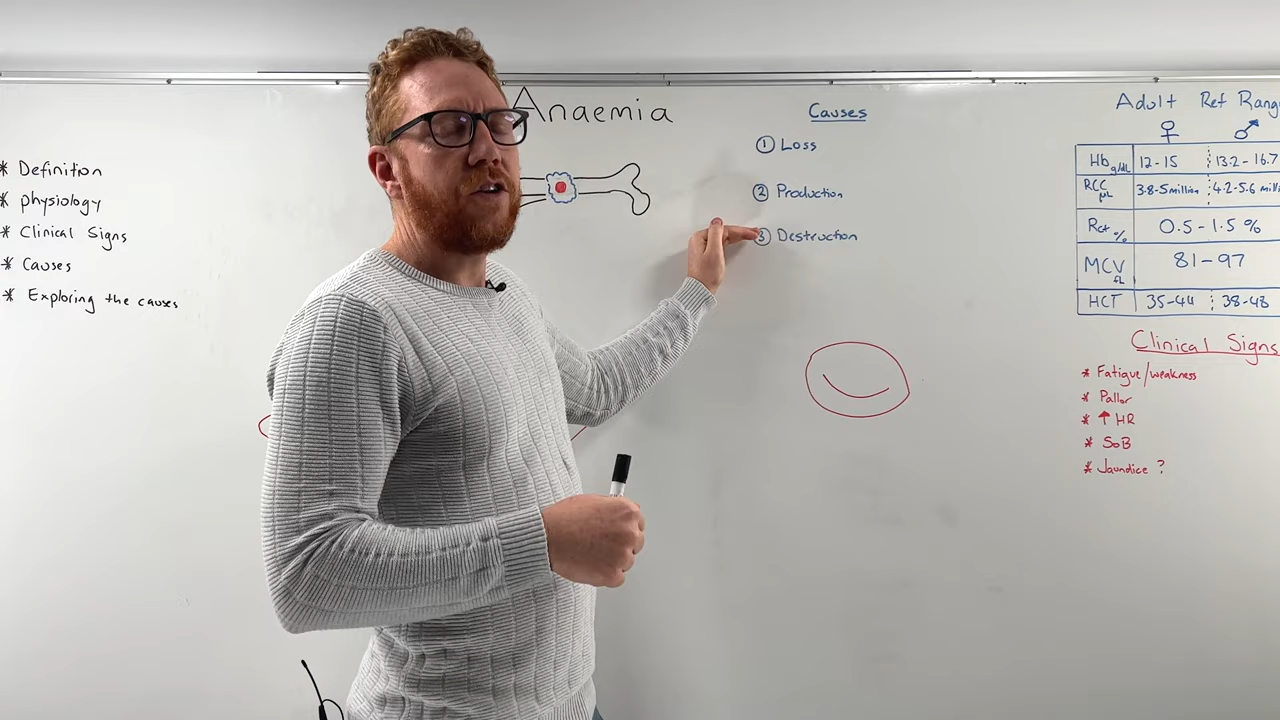 Anaemia
* Definition
* physiology
* Clinical Signs
* Causes
* Exploring the causes
Causes
① Loss
② Production
③ Destruction
Adult Ref Rang
♀ ♂
Hb g/dL 12-15 13.2-16.7
RCC µL 3.8-5million 4.2-5.6 milli
Rct % 0.5-1.5 %
MCV fL 81-97
HCT 35-44 38-48
Clinical Signs
* Fatigue/weakness
* Pallor
* ↑ HR
* SoB
* Jaundice ?